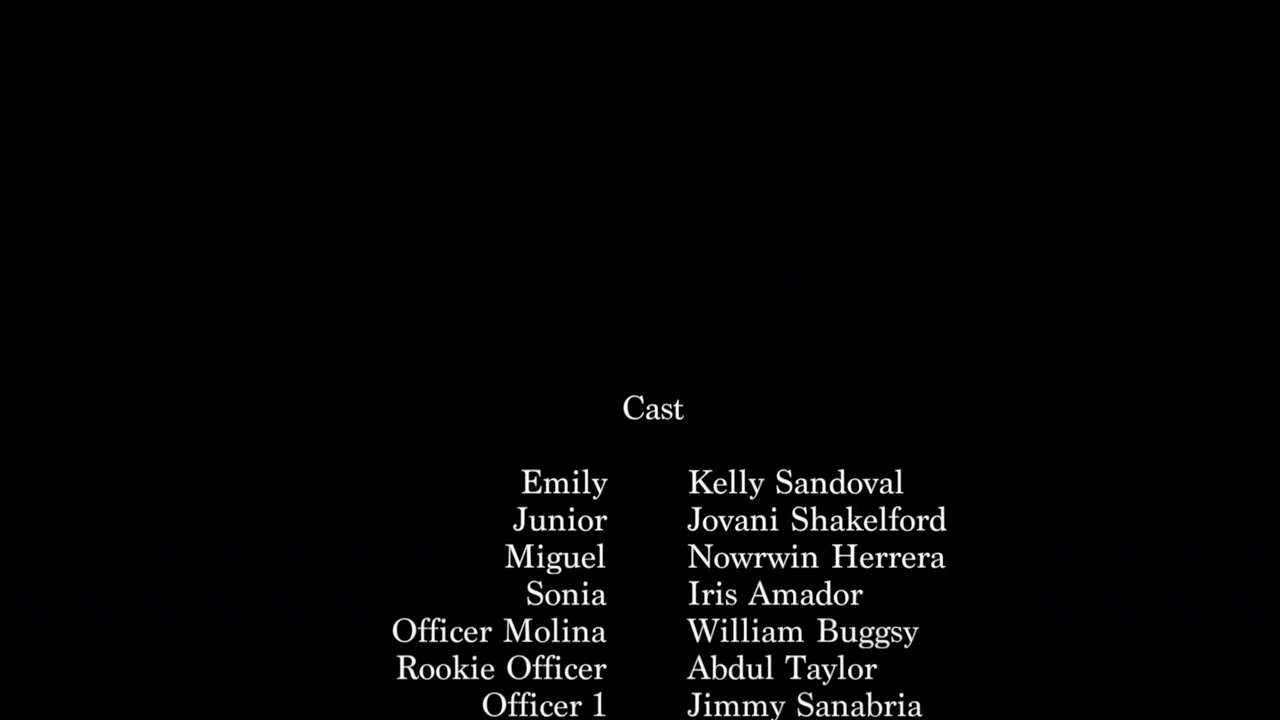 Cast
Emily Kelly Sandoval
Junior Jovani Shakelford
Miguel Nowrwin Herrera
Sonia Iris Amador
Officer Molina William Buggsy
Rookie Officer Abdul Taylor
Officer 1 Jimmy Sanabria